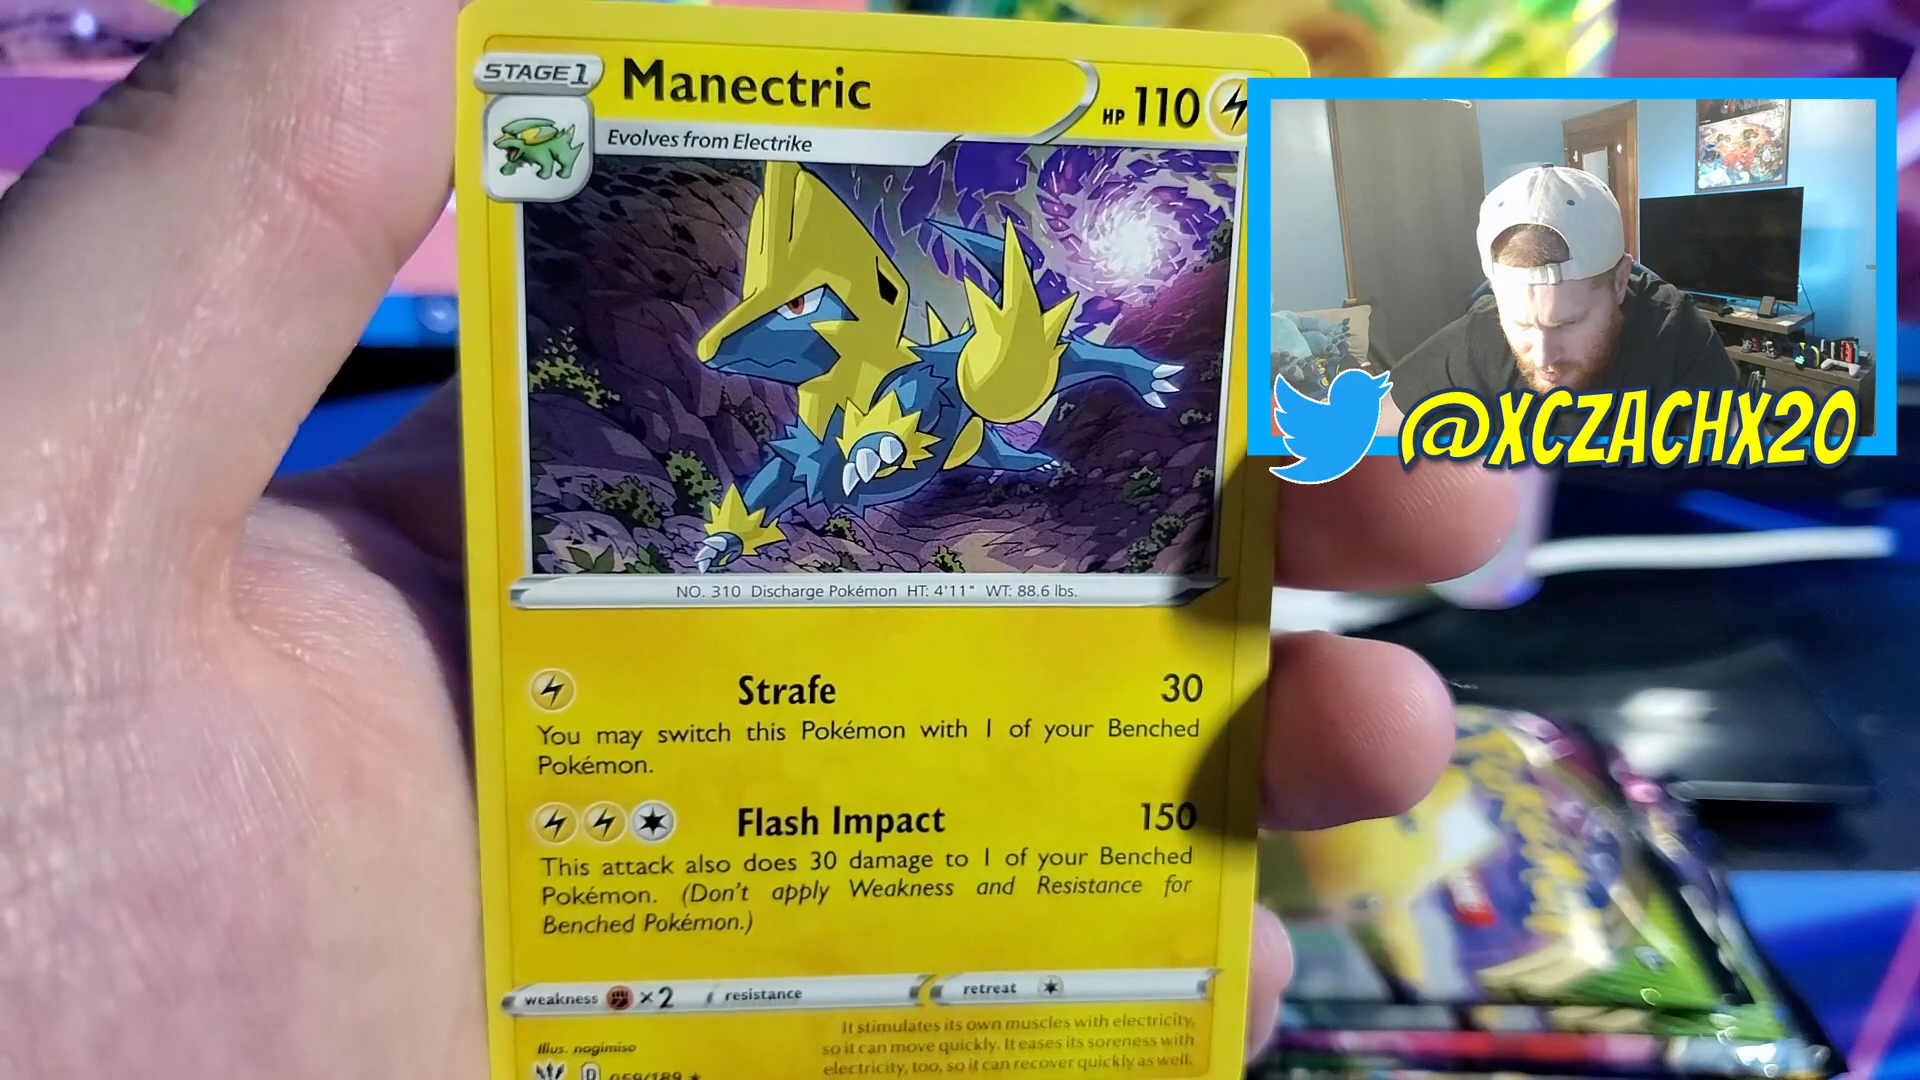 STAGE 1
Manectric
HP 110
Evolves from Electrike
@XCZACHX20
NO. 310 Discharge Pokémon HT: 4'11" WT: 88.6 lbs.
Strafe 30
You may switch this Pokémon with 1 of your Benched
Pokémon.
Flash Impact 150
This attack also does 30 damage to 1 of your Benched
Pokémon. (Don't apply Weakness and Resistance for
Benched Pokémon.)
weakness ×2 resistance retreat
It stimulates its own muscles with electricity,
so it can move quickly. It eases its soreness with
electricity, too, so it can recover quickly as well.
Illus. nagimiso
D 059/189 ★